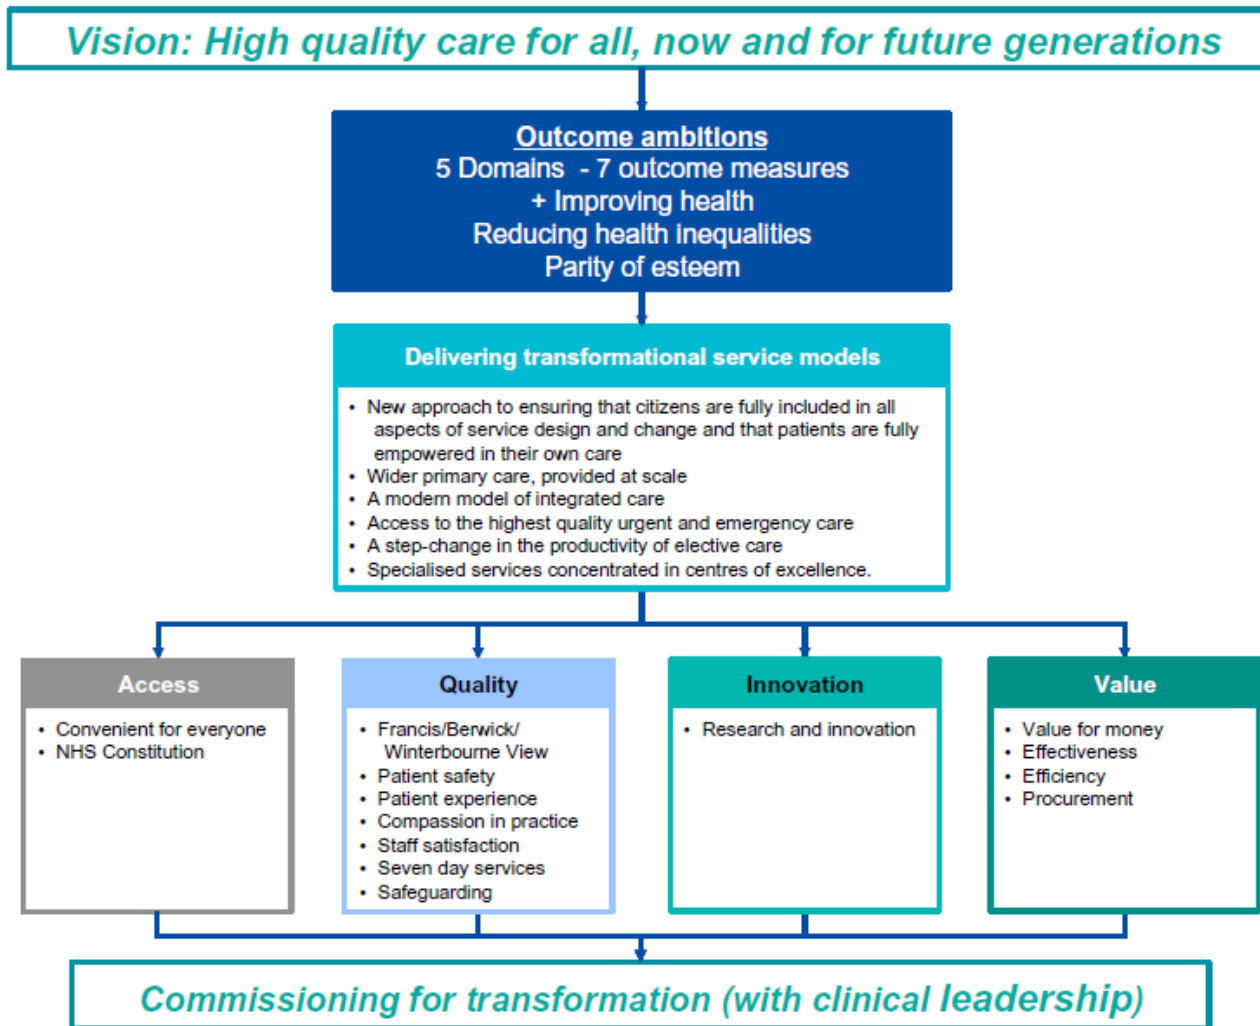 Vision: High quality care for all, now and for future generations
Outcome ambitions
5 Domains - 7 outcome measures
+ Improving health
Reducing health inequalities
Parity of esteem
Delivering transformational service models
• New approach to ensuring that citizens are fully included in all
aspects of service design and change and that patients are fully
empowered in their own care
• Wider primary care, provided at scale
• A modern model of integrated care
• Access to the highest quality urgent and emergency care
• A step-change in the productivity of elective care
• Specialised services concentrated in centres of excellence.
Access
• Convenient for everyone
• NHS Constitution
Quality
• Francis/Berwick/
Winterbourne View
• Patient safety
• Patient experience
• Compassion in practice
• Staff satisfaction
• Seven day services
• Safeguarding
Innovation
• Research and innovation
Value
• Value for money
• Effectiveness
• Efficiency
• Procurement
Commissioning for transformation (with clinical leadership)